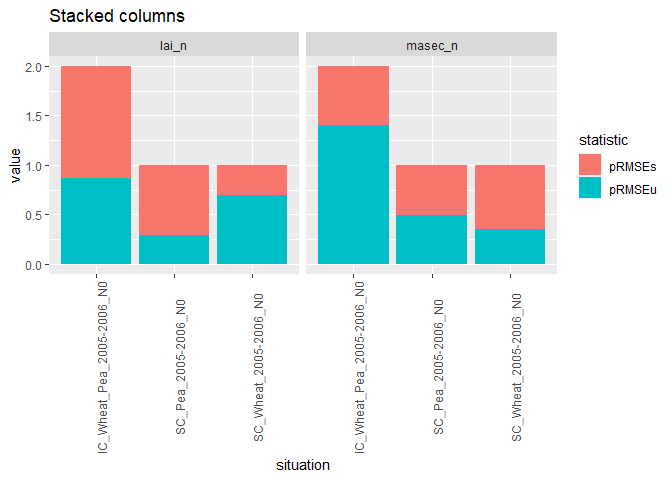 Stacked columns
lai_n
masec_n
2.0
1.5
1.0
0.5
0.0
value
IC_Wheat_Pea_2005-2006_N0
SC_Pea_2005-2006_N0
SC_Wheat_2005-2006_N0
IC_Wheat_Pea_2005-2006_N0
SC_Pea_2005-2006_N0
SC_Wheat_2005-2006_N0
situation
statistic
pRMSEs
pRMSEu